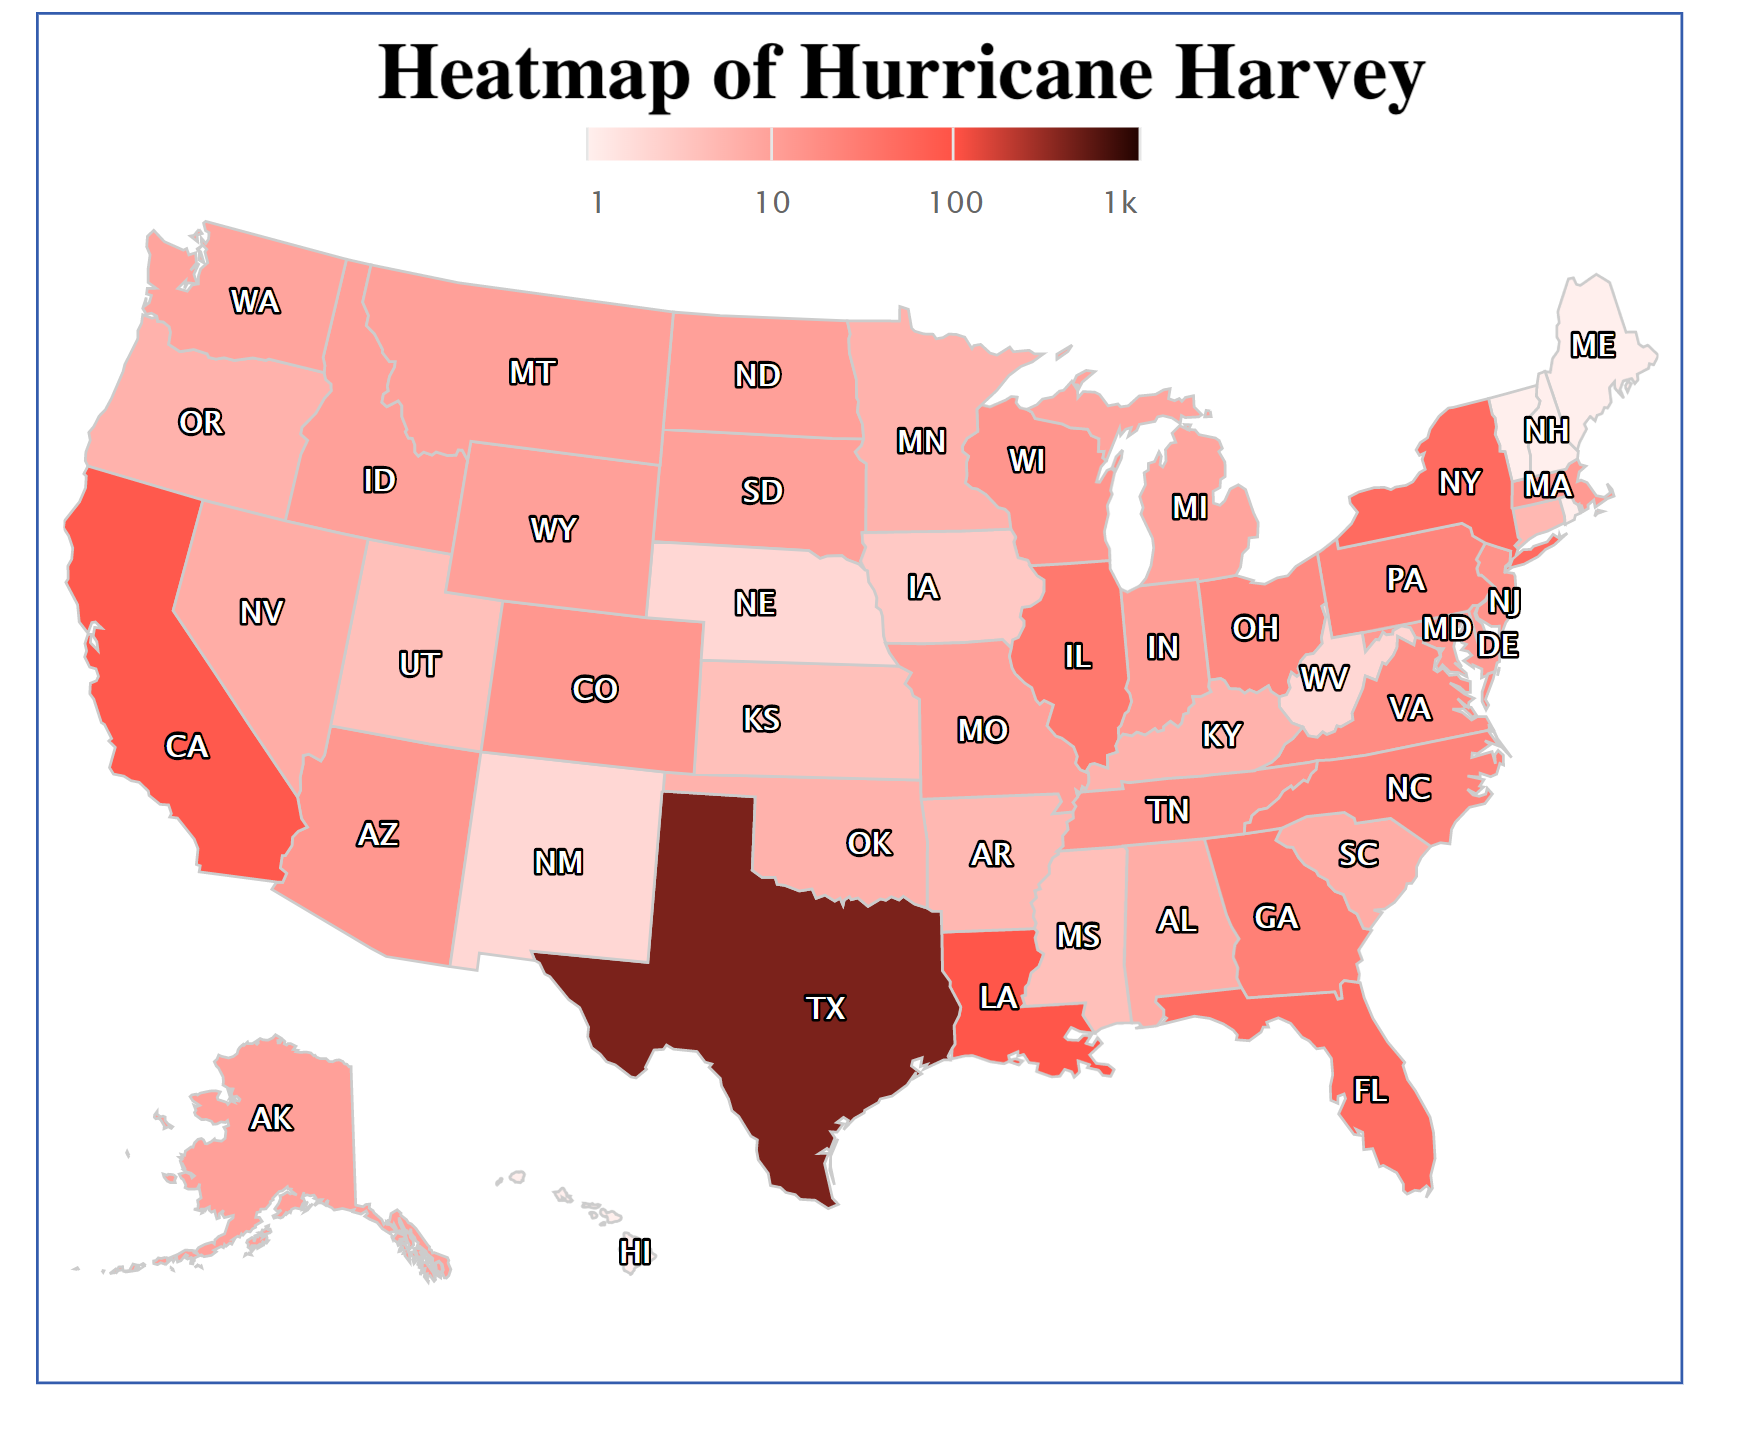 Heatmap of Hurricane Harvey
1 10 100 1k
WA
ME
MT
ND
OR
NH
MN
WI
ID
NY
MA
SD
MI
WY
PA
IA
NE
NJ
NV
OH
MD
DE
IN
IL
UT
WV
CO
VA
KS
MO
KY
CA
NC
TN
AZ
OK
AR
SC
NM
GA
AL
MS
LA
TX
FL
AK
HI